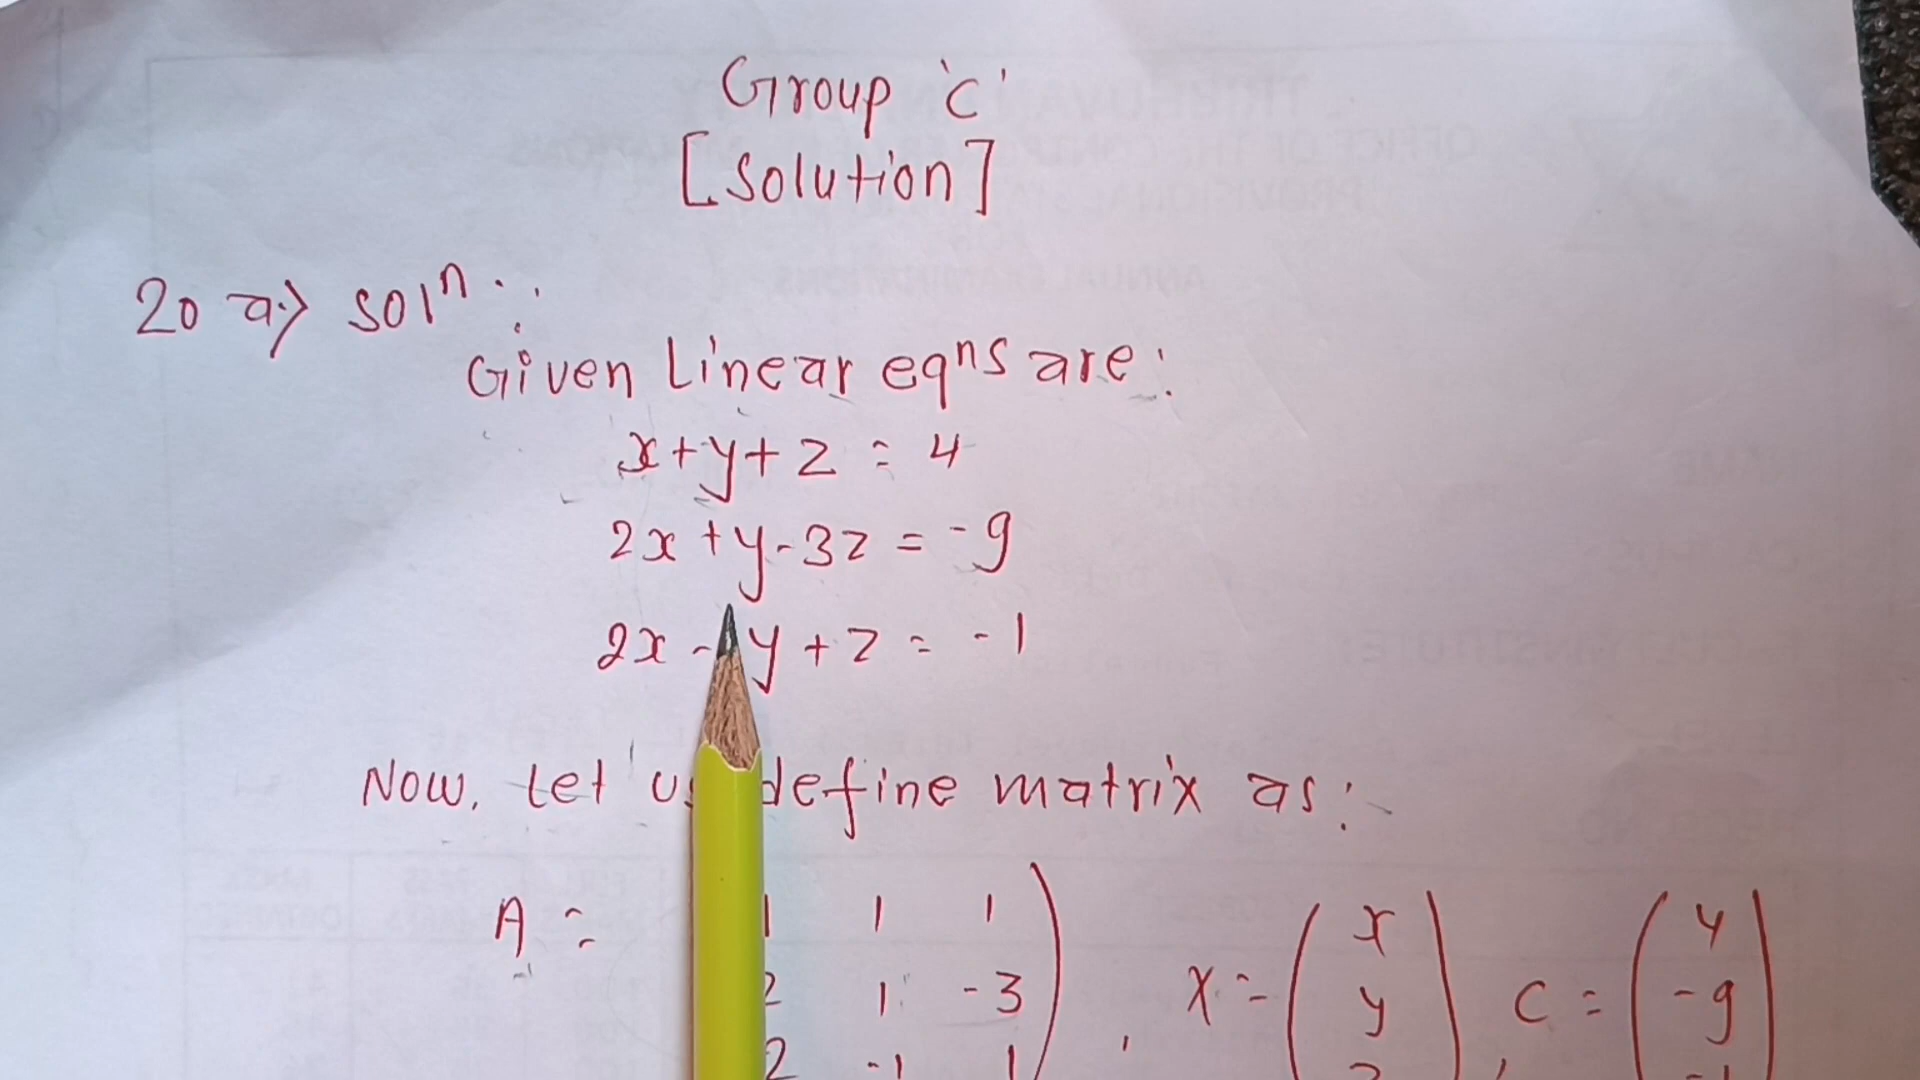 Group 'C'
[Solution]
20 a.) solⁿ :
Given Linear eqⁿs are:
x+y+z = 4
2x+y-3z = -9
2x-y+z = -1
Now, Let us define matrix as:-
A = 1 1 1
2 1 -3 , X = (x y z) , C = (4 -9 -1)
2 -1 1